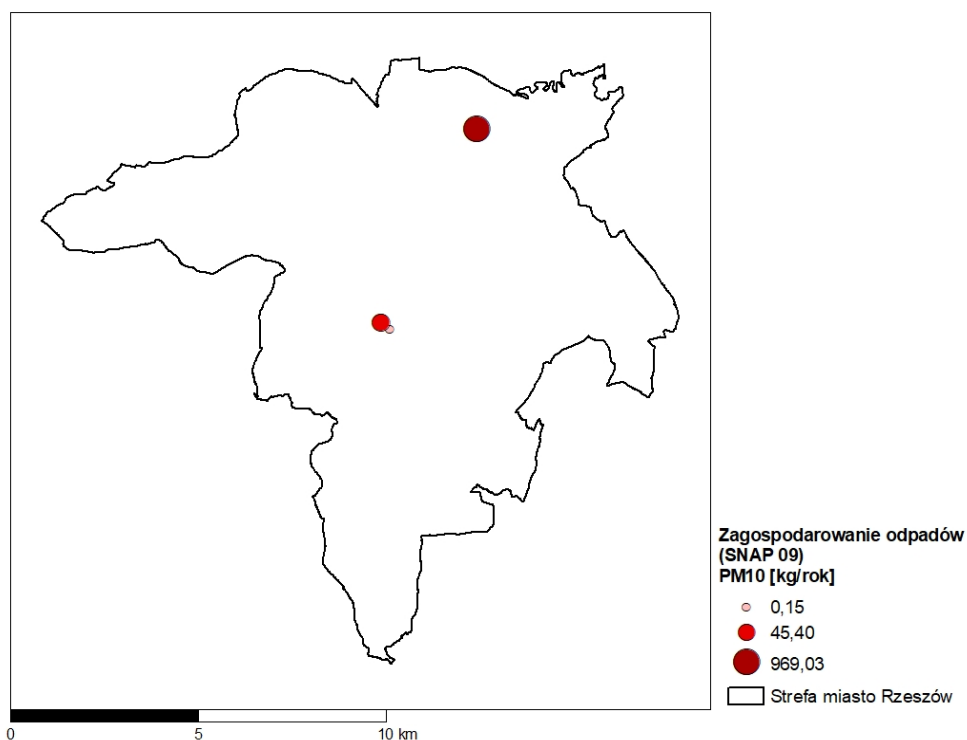 Zagospodarowanie odpadów
(SNAP 09)
PM10 [kg/rok]
0,15
45,40
969,03
Strefa miasto Rzeszów
0 5 10 km